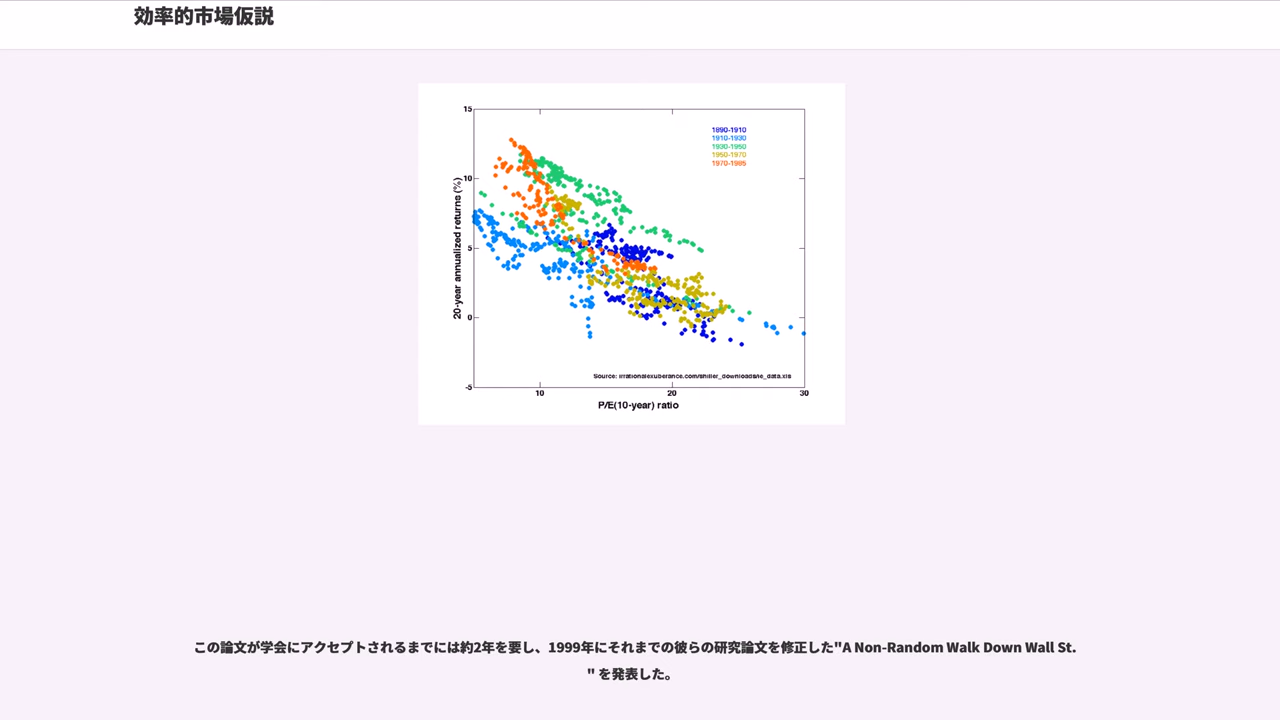 効率的市場仮説
15
1890-1910
1910-1930
1930-1950
1950-1970
1970-1995
10
5
0
-5
20-year annualized returns (%)
Source: irrationalexuberance.com/shiller_downloads/ie_data.xls
10
20
30
P/E(10-year) ratio
この論文が学会にアクセプトされるまでには約2年を要し、1999年にそれまでの彼らの研究論文を修正した"A Non-Random Walk Down Wall St.
" を発表した。